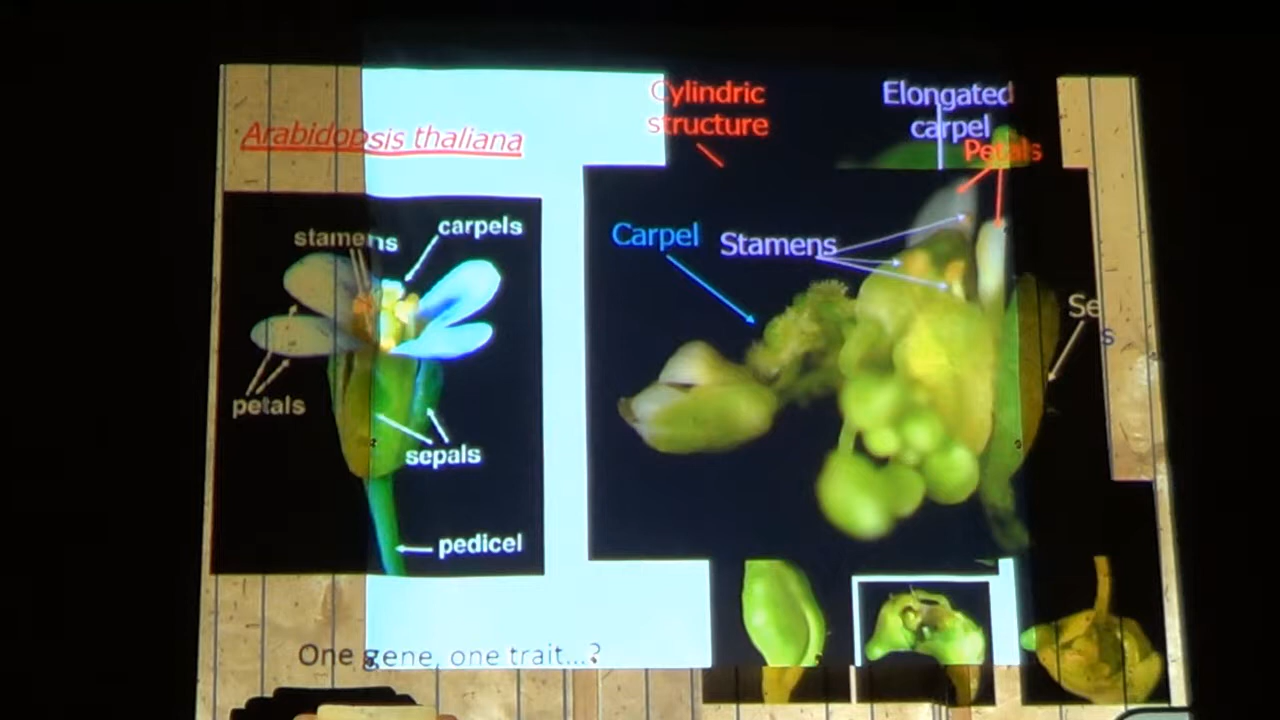 Arabidopsis thaliana
stamens
carpels
petals
sepals
pedicel
Cylindric
structure
Elongated
carpel
Petals
Carpel
Stamens
One gene, one trait...?